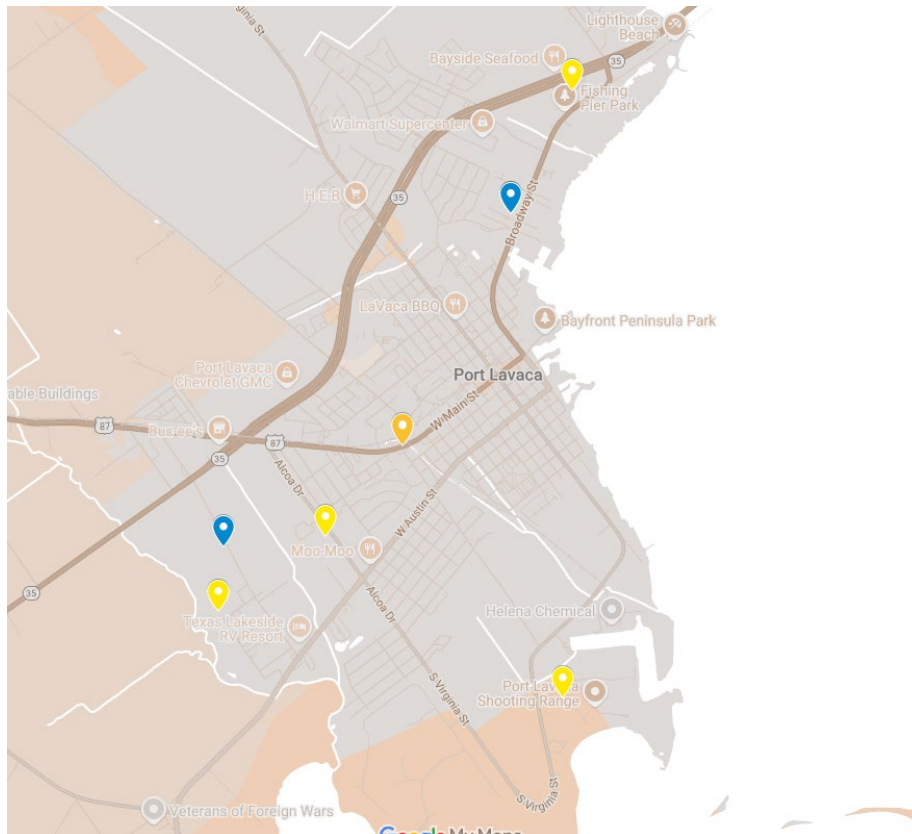 Virginia St
Lighthouse
Beach
Bayside Seafood
35
Fishing
Pier Park
Walmart Supercenter
H-E-B
35
Broadway St
LaVaca BBQ
Bayfront Peninsula Park
Port Lavaca
Chevrolet GMC
Port Lavaca
able Buildings
W Main St
87
Buc-ee's
87
35
Alcoa Dr
W Austin St
Moo-Moo
35
Alcoa Dr
Helena Chemical
Texas Lakeside
RV Resort
S Virginia St
Port Lavaca
Shooting Range
S Virginia St
Veterans of Foreign Wars
Google My Maps